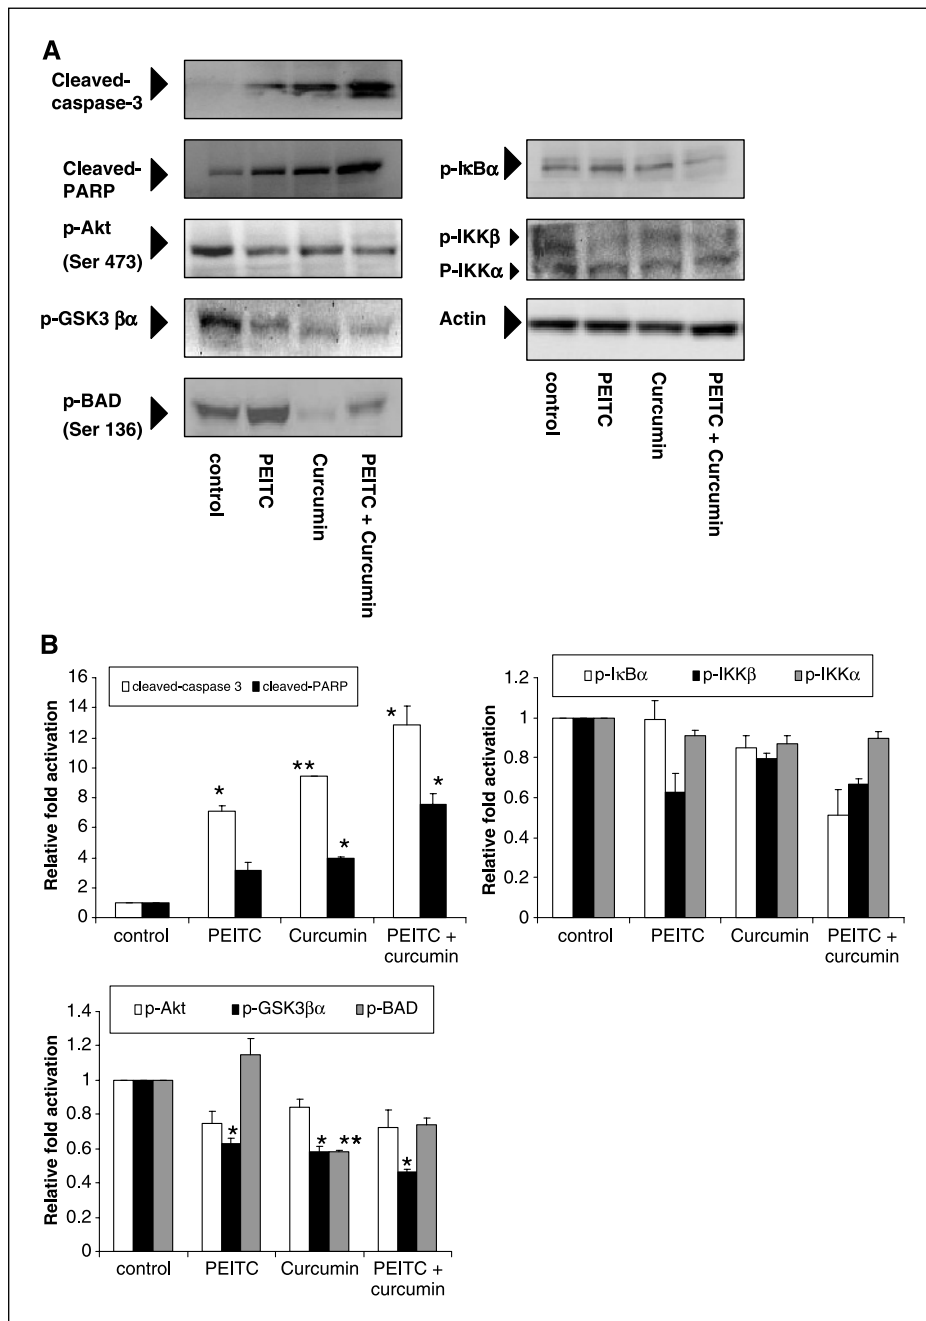 A
Cleaved-
caspase-3
Cleaved-
PARP
p-Akt
(Ser 473)
p-GSK3 βα
p-BAD
(Ser 136)
control
PEITC
Curcumin
PEITC + Curcumin
p-IκBα
p-IKKβ
P-IKKα
Actin
control
PEITC
Curcumin
PEITC + Curcumin
B
cleaved-caspase 3 cleaved-PARP
Relative fold activation
16
14
12
10
8
6
4
2
0
*
**
*
*
*
control PEITC Curcumin PEITC +
curcumin
p-IκBα p-IKKβ p-IKKα
Relative fold activation
1.2
1
0.8
0.6
0.4
0.2
0
control PEITC Curcumin PEITC +
curcumin
p-Akt p-GSK3βα p-BAD
Relative fold activation
1.4
1.2
1
0.8
0.6
0.4
0.2
0
*
* **
*
control PEITC Curcumin PEITC +
curcumin